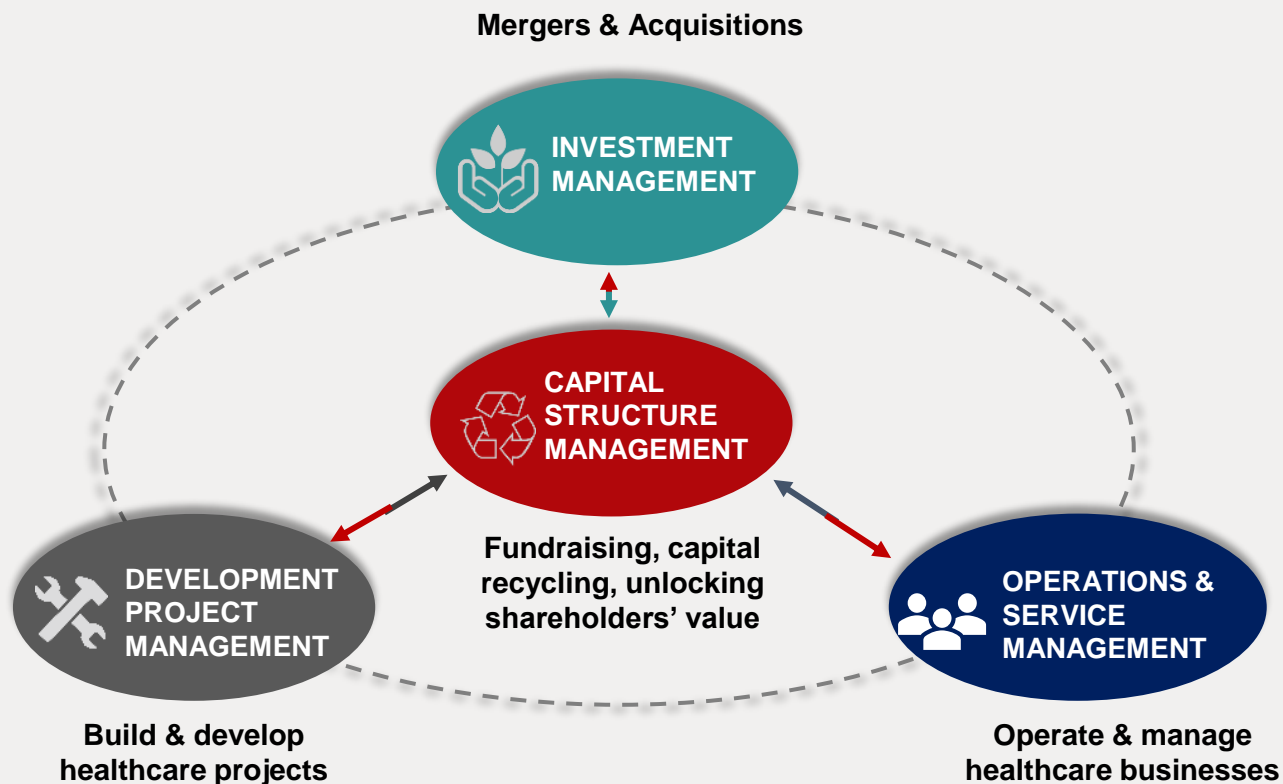 Mergers & Acquisitions
INVESTMENT
MANAGEMENT
CAPITAL
STRUCTURE
MANAGEMENT
Fundraising, capital
recycling, unlocking
shareholders’ value
DEVELOPMENT
PROJECT
MANAGEMENT
Build & develop
healthcare projects
OPERATIONS &
SERVICE
MANAGEMENT
Operate & manage
healthcare businesses